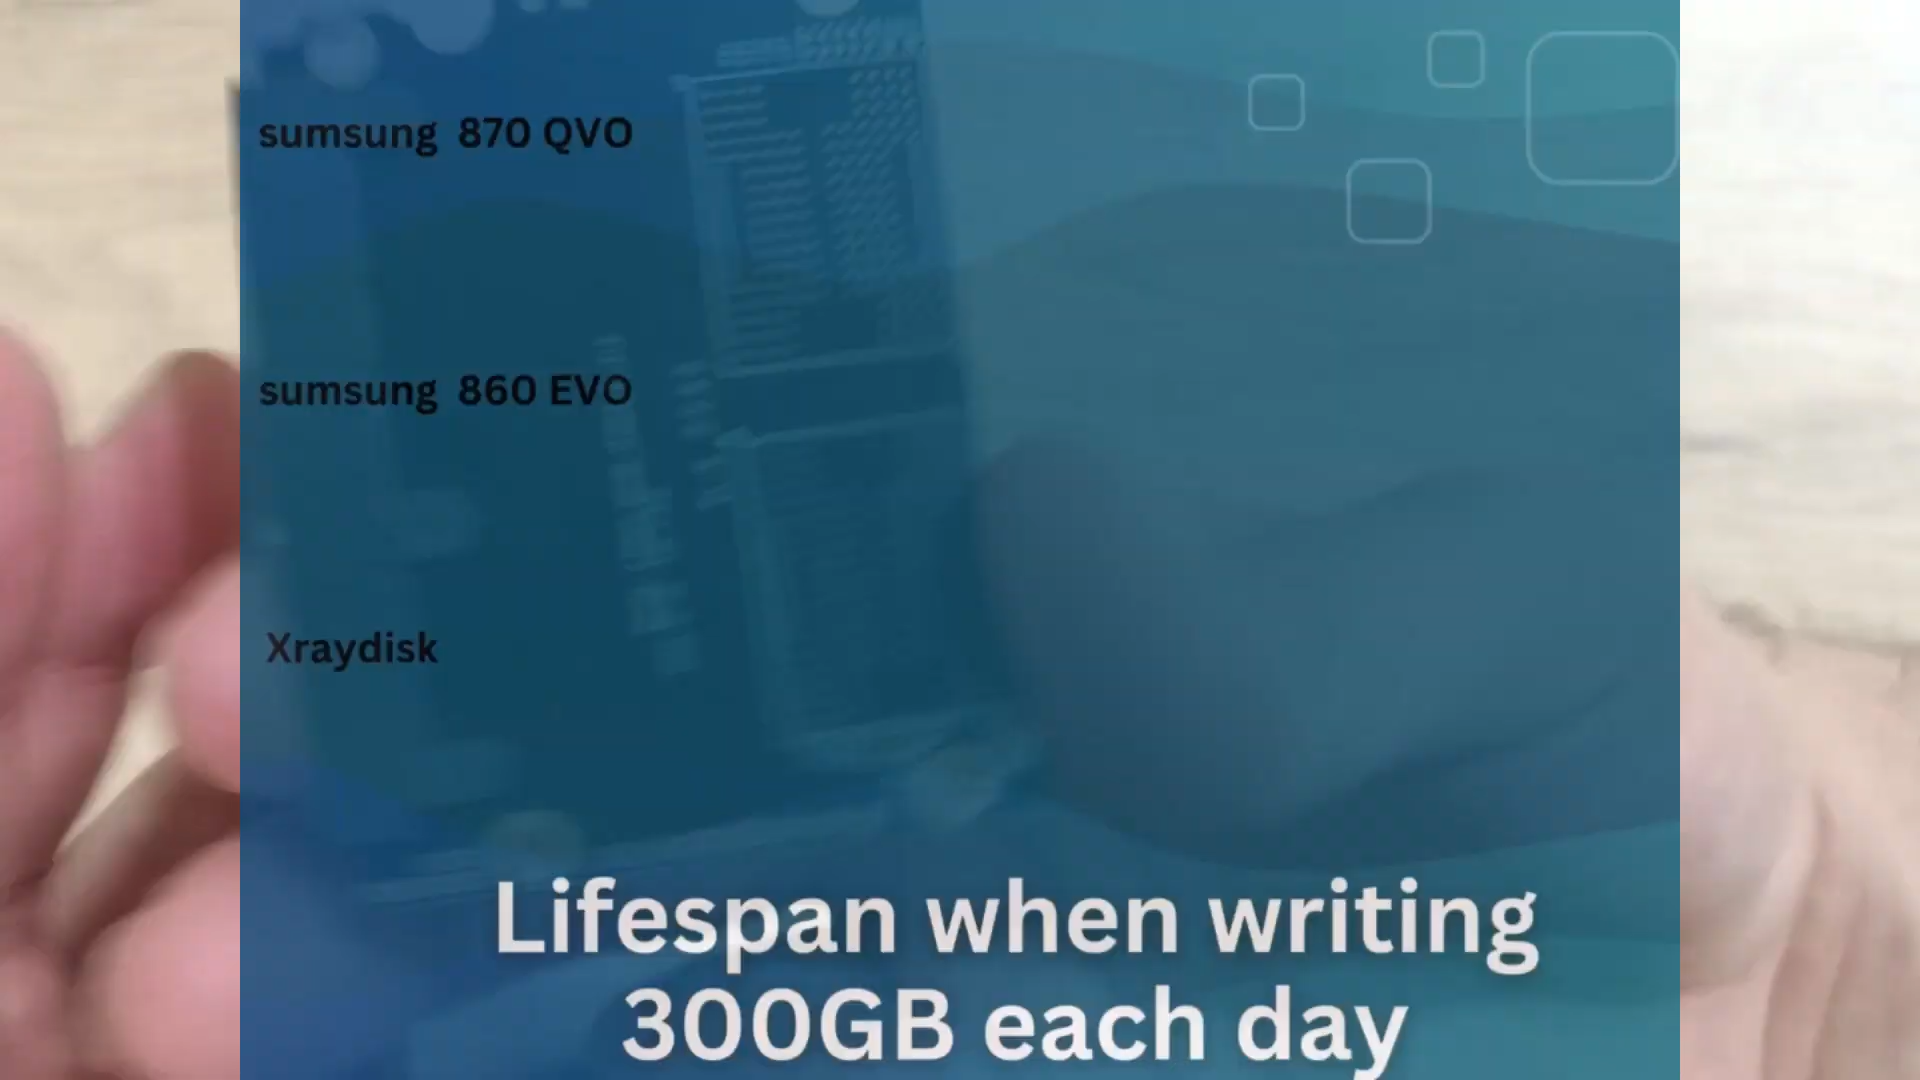 sumsung 870 QVO
sumsung 860 EVO
Xraydisk
Lifespan when writing
300GB each day